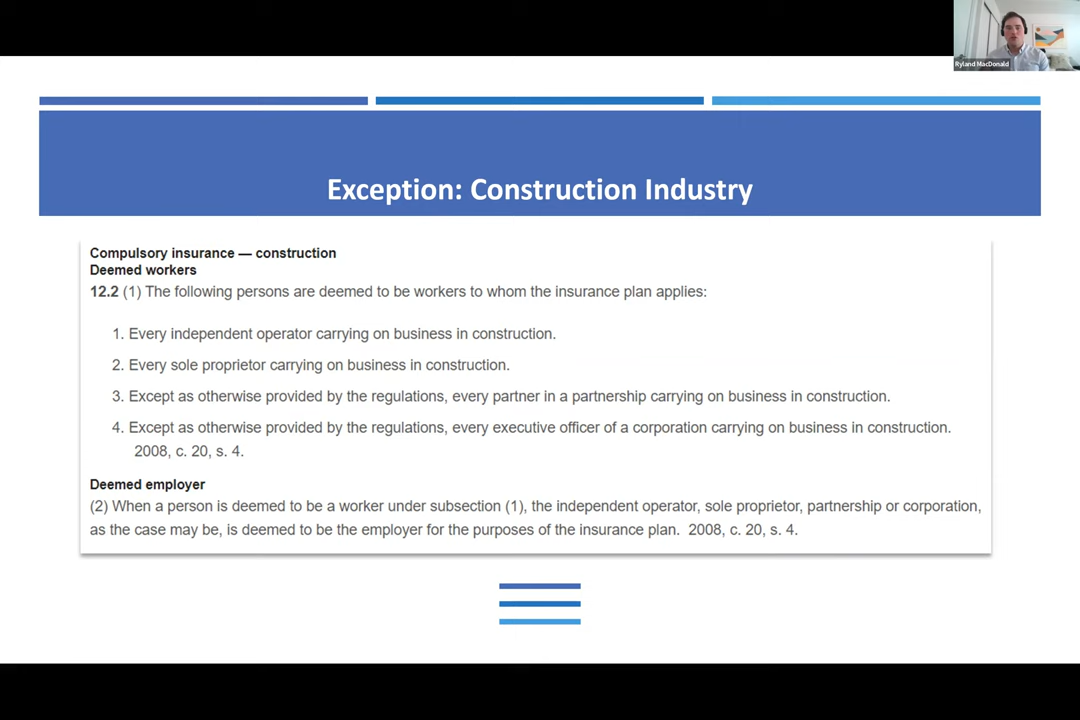 Ryland MacDonald
Exception: Construction Industry
Compulsory insurance — construction
Deemed workers
12.2 (1) The following persons are deemed to be workers to whom the insurance plan applies:
1. Every independent operator carrying on business in construction.
2. Every sole proprietor carrying on business in construction.
3. Except as otherwise provided by the regulations, every partner in a partnership carrying on business in construction.
4. Except as otherwise provided by the regulations, every executive officer of a corporation carrying on business in construction.
2008, c. 20, s. 4.
Deemed employer
(2) When a person is deemed to be a worker under subsection (1), the independent operator, sole proprietor, partnership or corporation,
as the case may be, is deemed to be the employer for the purposes of the insurance plan. 2008, c. 20, s. 4.